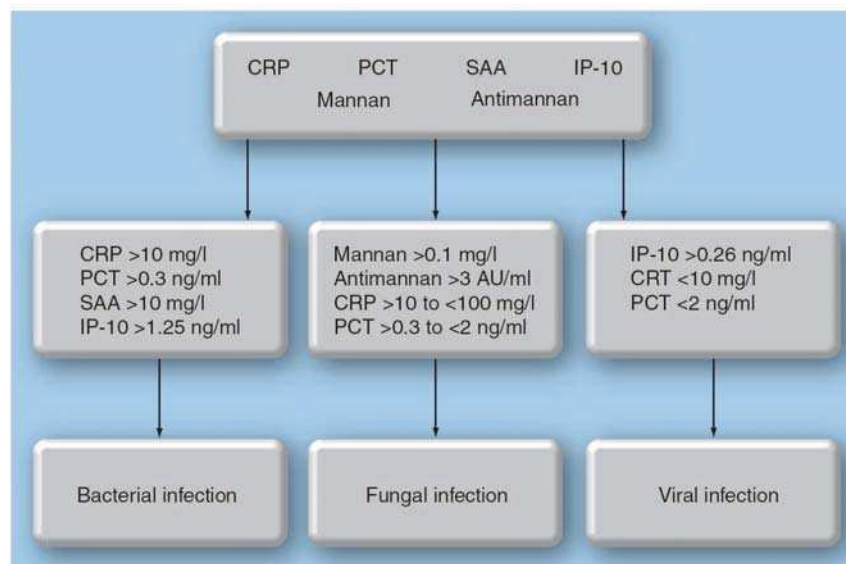 CRP PCT SAA IP-10
Mannan Antimannan
CRP >10 mg/l
PCT >0.3 ng/ml
SAA >10 mg/l
IP-10 >1.25 ng/ml
Mannan >0.1 mg/l
Antimannan >3 AU/ml
CRP >10 to <100 mg/l
PCT >0.3 to <2 ng/ml
IP-10 >0.26 ng/ml
CRT <10 mg/l
PCT <2 ng/ml
Bacterial infection
Fungal infection
Viral infection